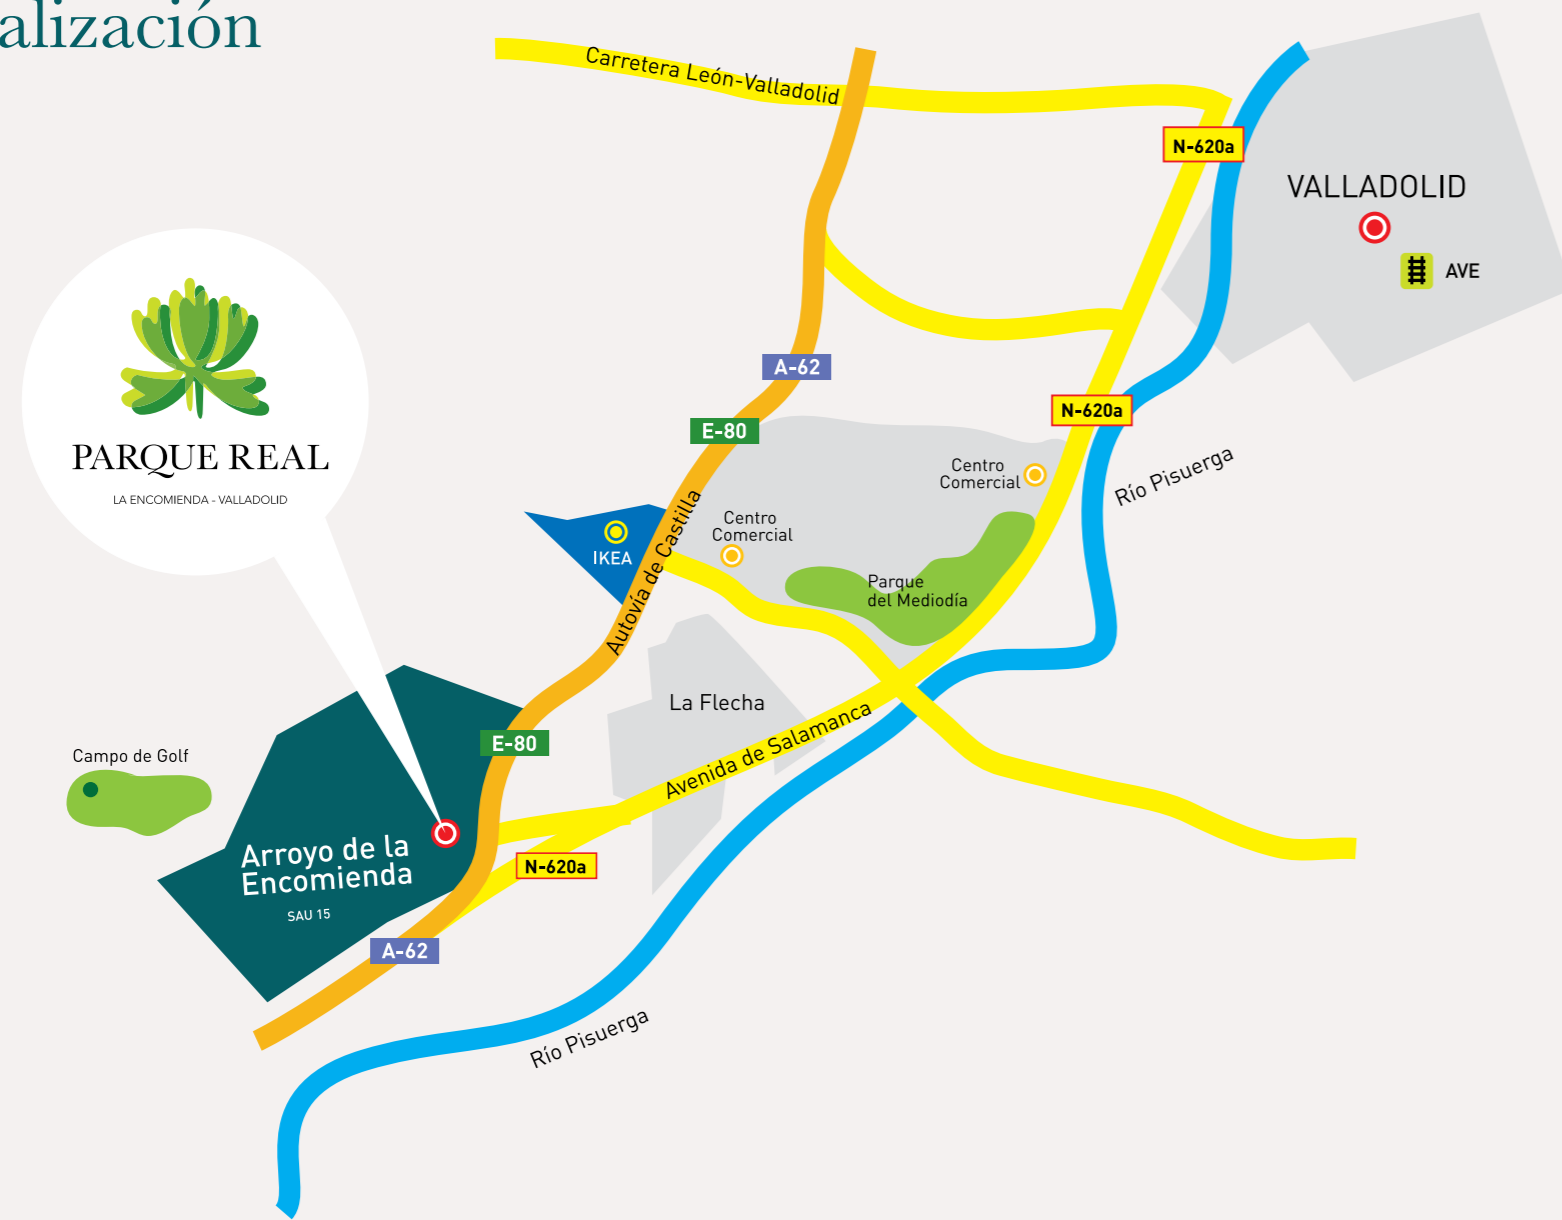 alización
Carretera León-Valladolid
N-620a
VALLADOLID
AVE
A-62
N-620a
E-80
PARQUE REAL
LA ENCOMIENDA - VALLADOLID
Centro
Comercial
Río Pisuerga
Autovía de Castilla
Centro
Comercial
IKEA
Parque
del Mediodía
La Flecha
Avenida de Salamanca
E-80
Campo de Golf
Arroyo de la
Encomienda
SAU 15
N-620a
A-62
Río Pisuerga